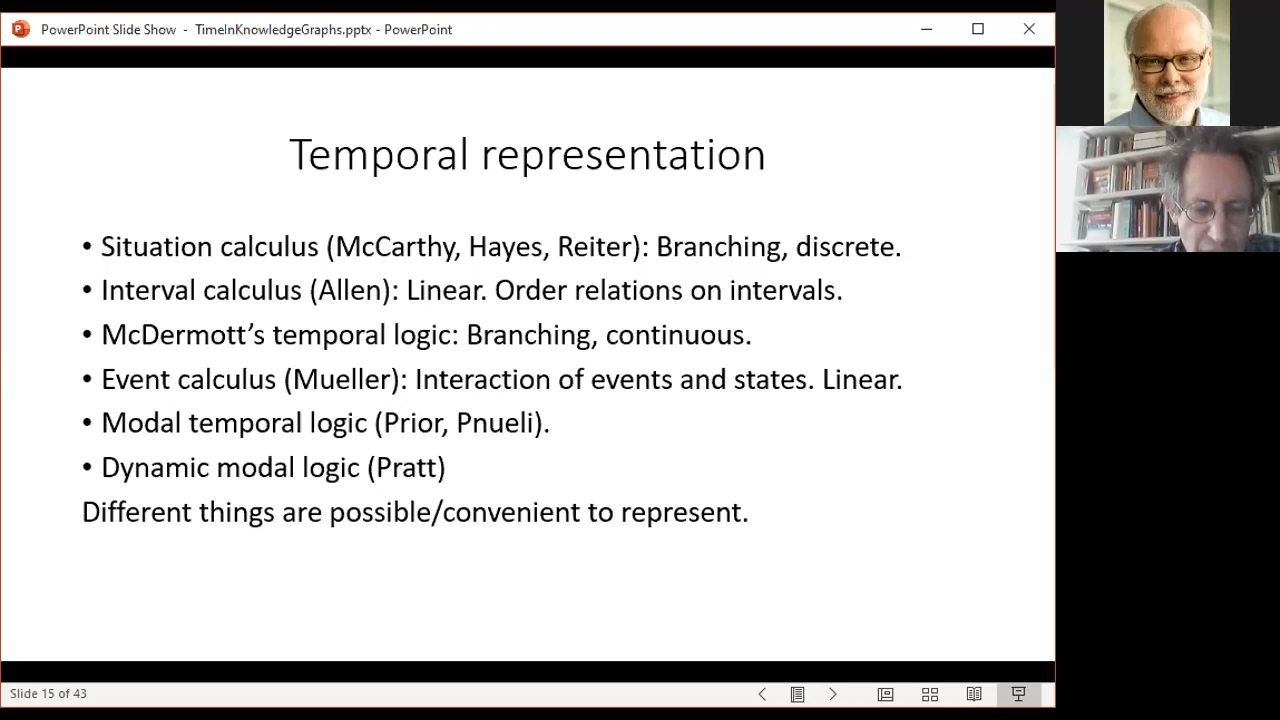 PowerPoint Slide Show - TimeInKnowledgeGraphs.pptx - PowerPoint
Temporal representation
• Situation calculus (McCarthy, Hayes, Reiter): Branching, discrete.
• Interval calculus (Allen): Linear. Order relations on intervals.
• McDermott’s temporal logic: Branching, continuous.
• Event calculus (Mueller): Interaction of events and states. Linear.
• Modal temporal logic (Prior, Pnueli).
• Dynamic modal logic (Pratt)
Different things are possible/convenient to represent.
Slide 15 of 43